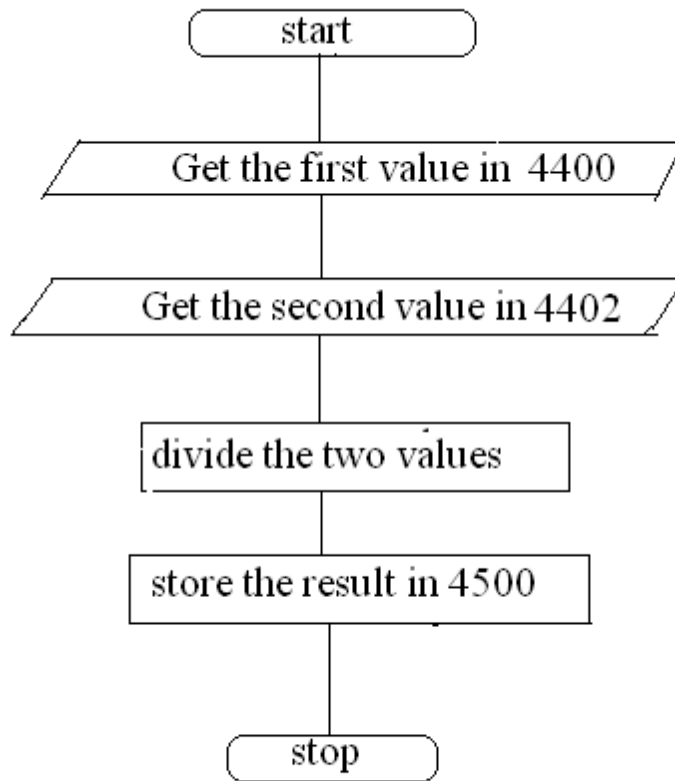 start
Get the first value in 4400
Get the second value in 4402
divide the two values
store the result in 4500
stop